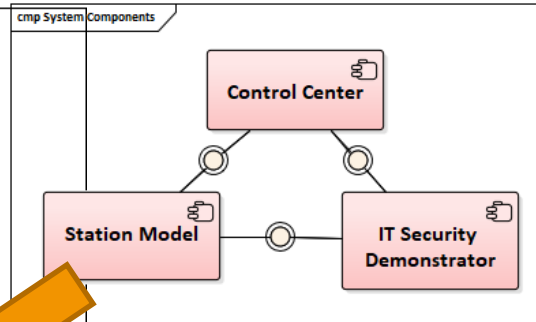 cmp System Components
Control Center
Station Model
IT Security
Demonstrator